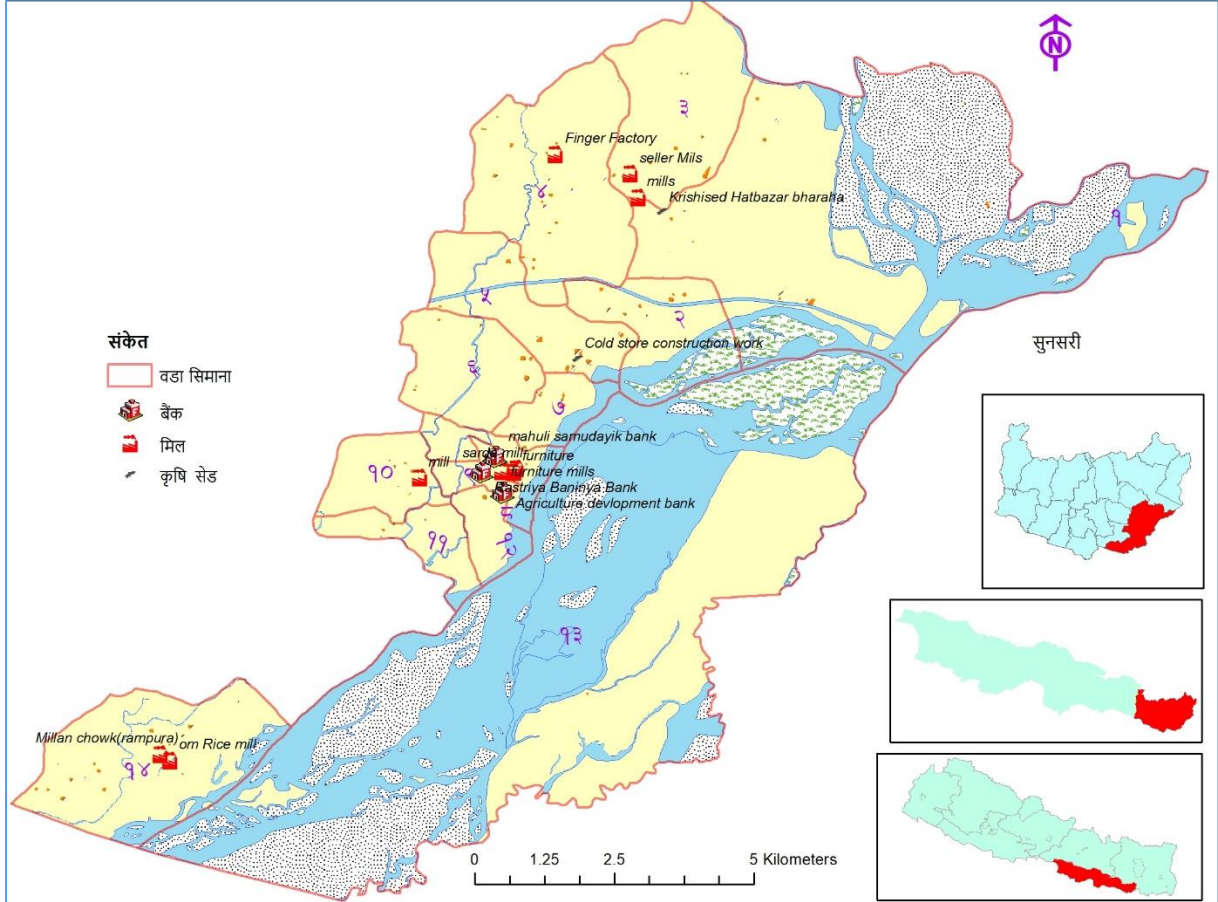 N
३
Finger Factory
seller Mils
mills
४
Krishised Hatbazar bharaha
१
५
२
सुनसरी
संकेत
वडा सिमाना
बैंक
मिल
कृषि सेड
Cold store construction work
६
७
mahuli samudayik bank
sarda mill
furniture
mill
furniture mills
१०
Rastriya Baninya Bank
Agriculture devlopment bank
११
१२
१३
Millan chowk(rampura)
om Rice mill
१४
0 1.25 2.5 5 Kilometers